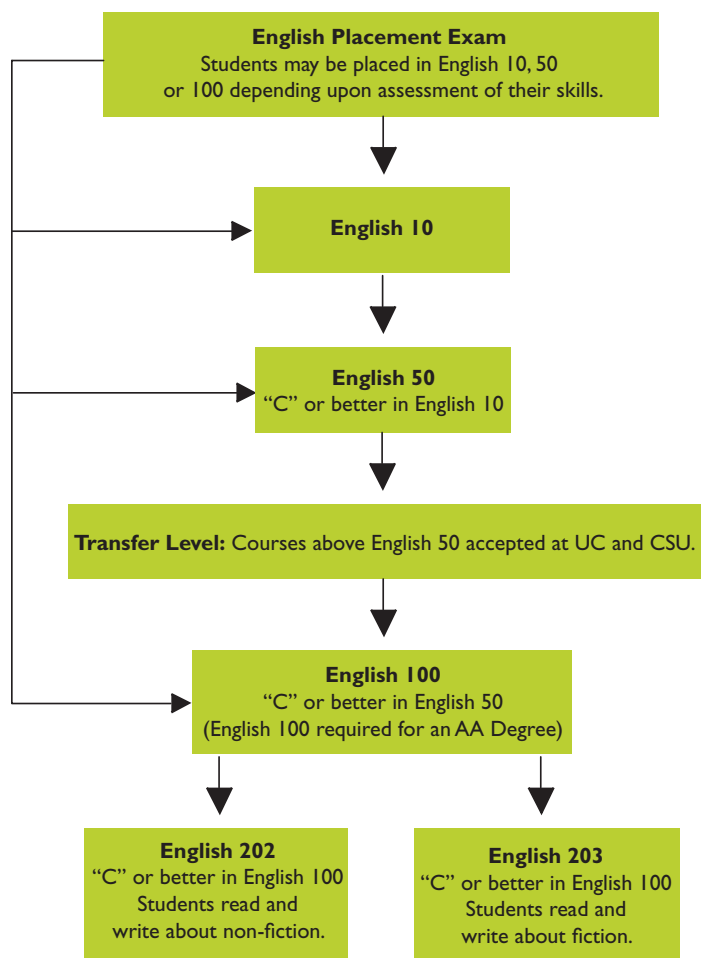 English Placement Exam
Students may be placed in English 10, 50
or 100 depending upon assessment of their skills.
English 10
English 50
“C” or better in English 10
Transfer Level: Courses above English 50 accepted at UC and CSU.
English 100
“C” or better in English 50
(English 100 required for an AA Degree)
English 202
“C” or better in English 100
Students read and
write about non-fiction.
English 203
“C” or better in English 100
Students read and
write about fiction.